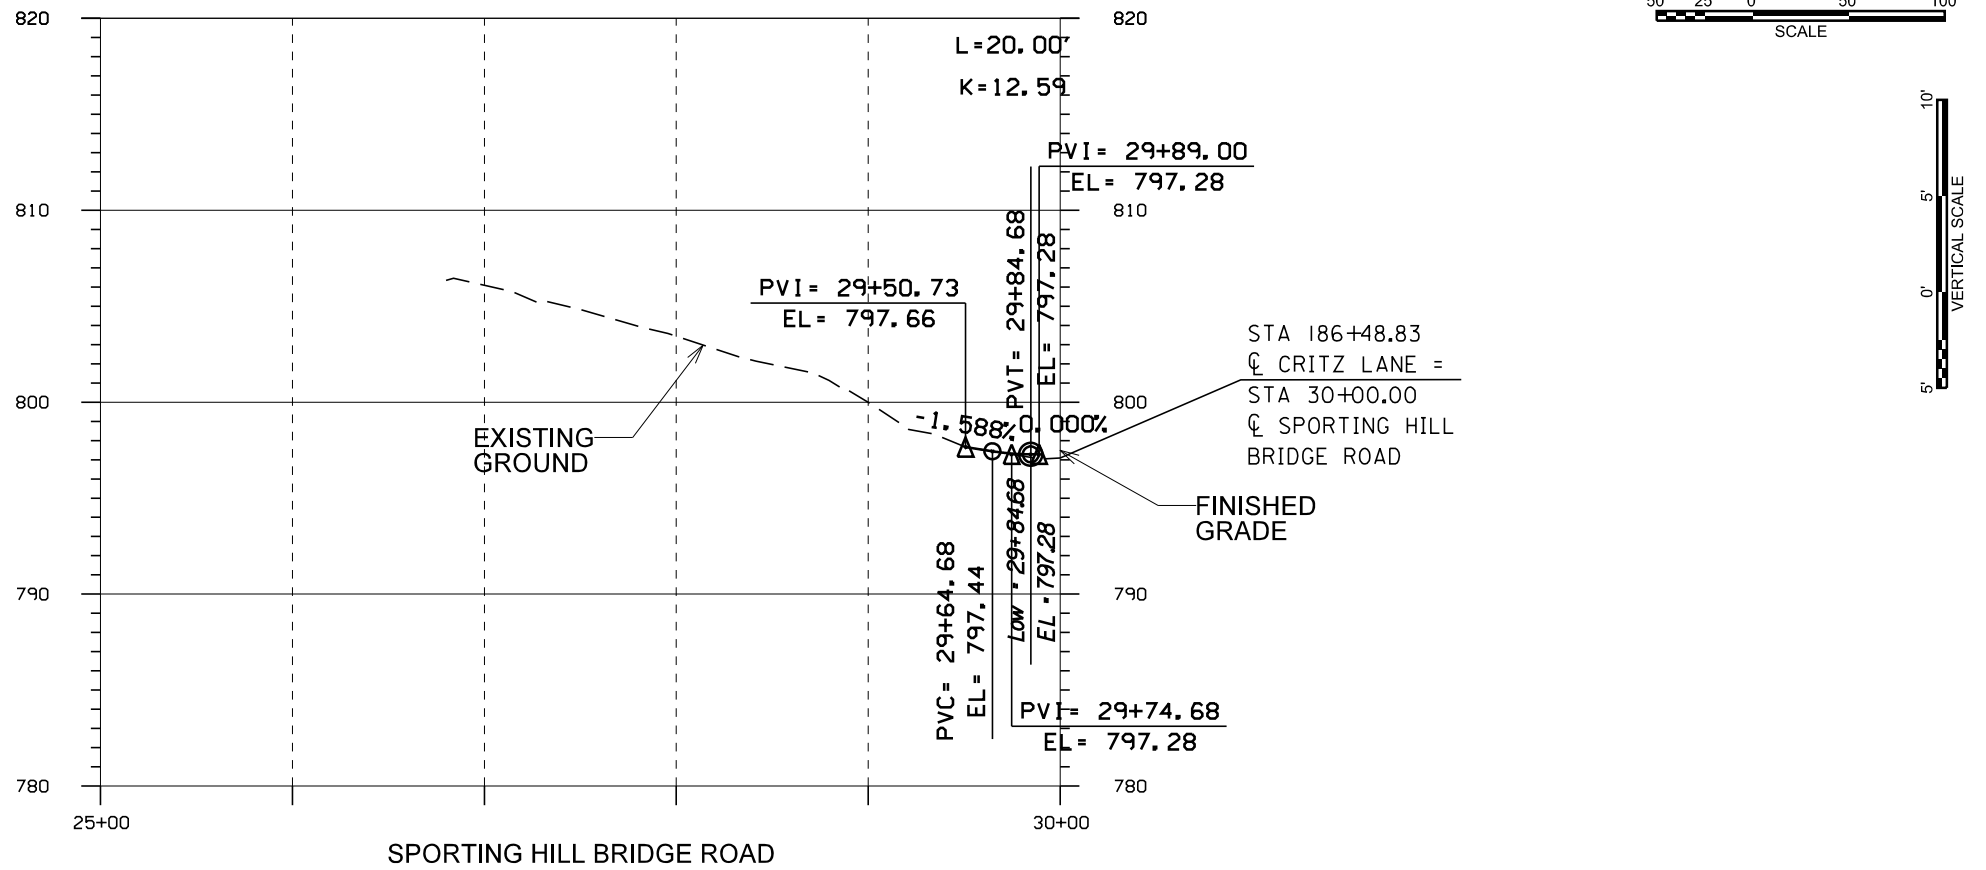 50 25 0 50 100
SCALE
10'
5'
0'
5'
VERTICAL SCALE
820
820
L=20.00'
K=12.59
PVI= 29+89.00
EL= 797.28
810
810
PVT= 29+84.68
EL= 797.28
PVI= 29+50.73
EL= 797.66
STA 186+48.83
℄ CRITZ LANE =
STA 30+00.00
℄ SPORTING HILL
BRIDGE ROAD
800
800
-1.588%
0.000%
EXISTING
GROUND
FINISHED
GRADE
Low - 29+84.68
EL - 797.28
PVC= 29+64.68
EL= 797.44
790
790
PVI= 29+74.68
EL= 797.28
780
780
25+00
30+00
SPORTING HILL BRIDGE ROAD